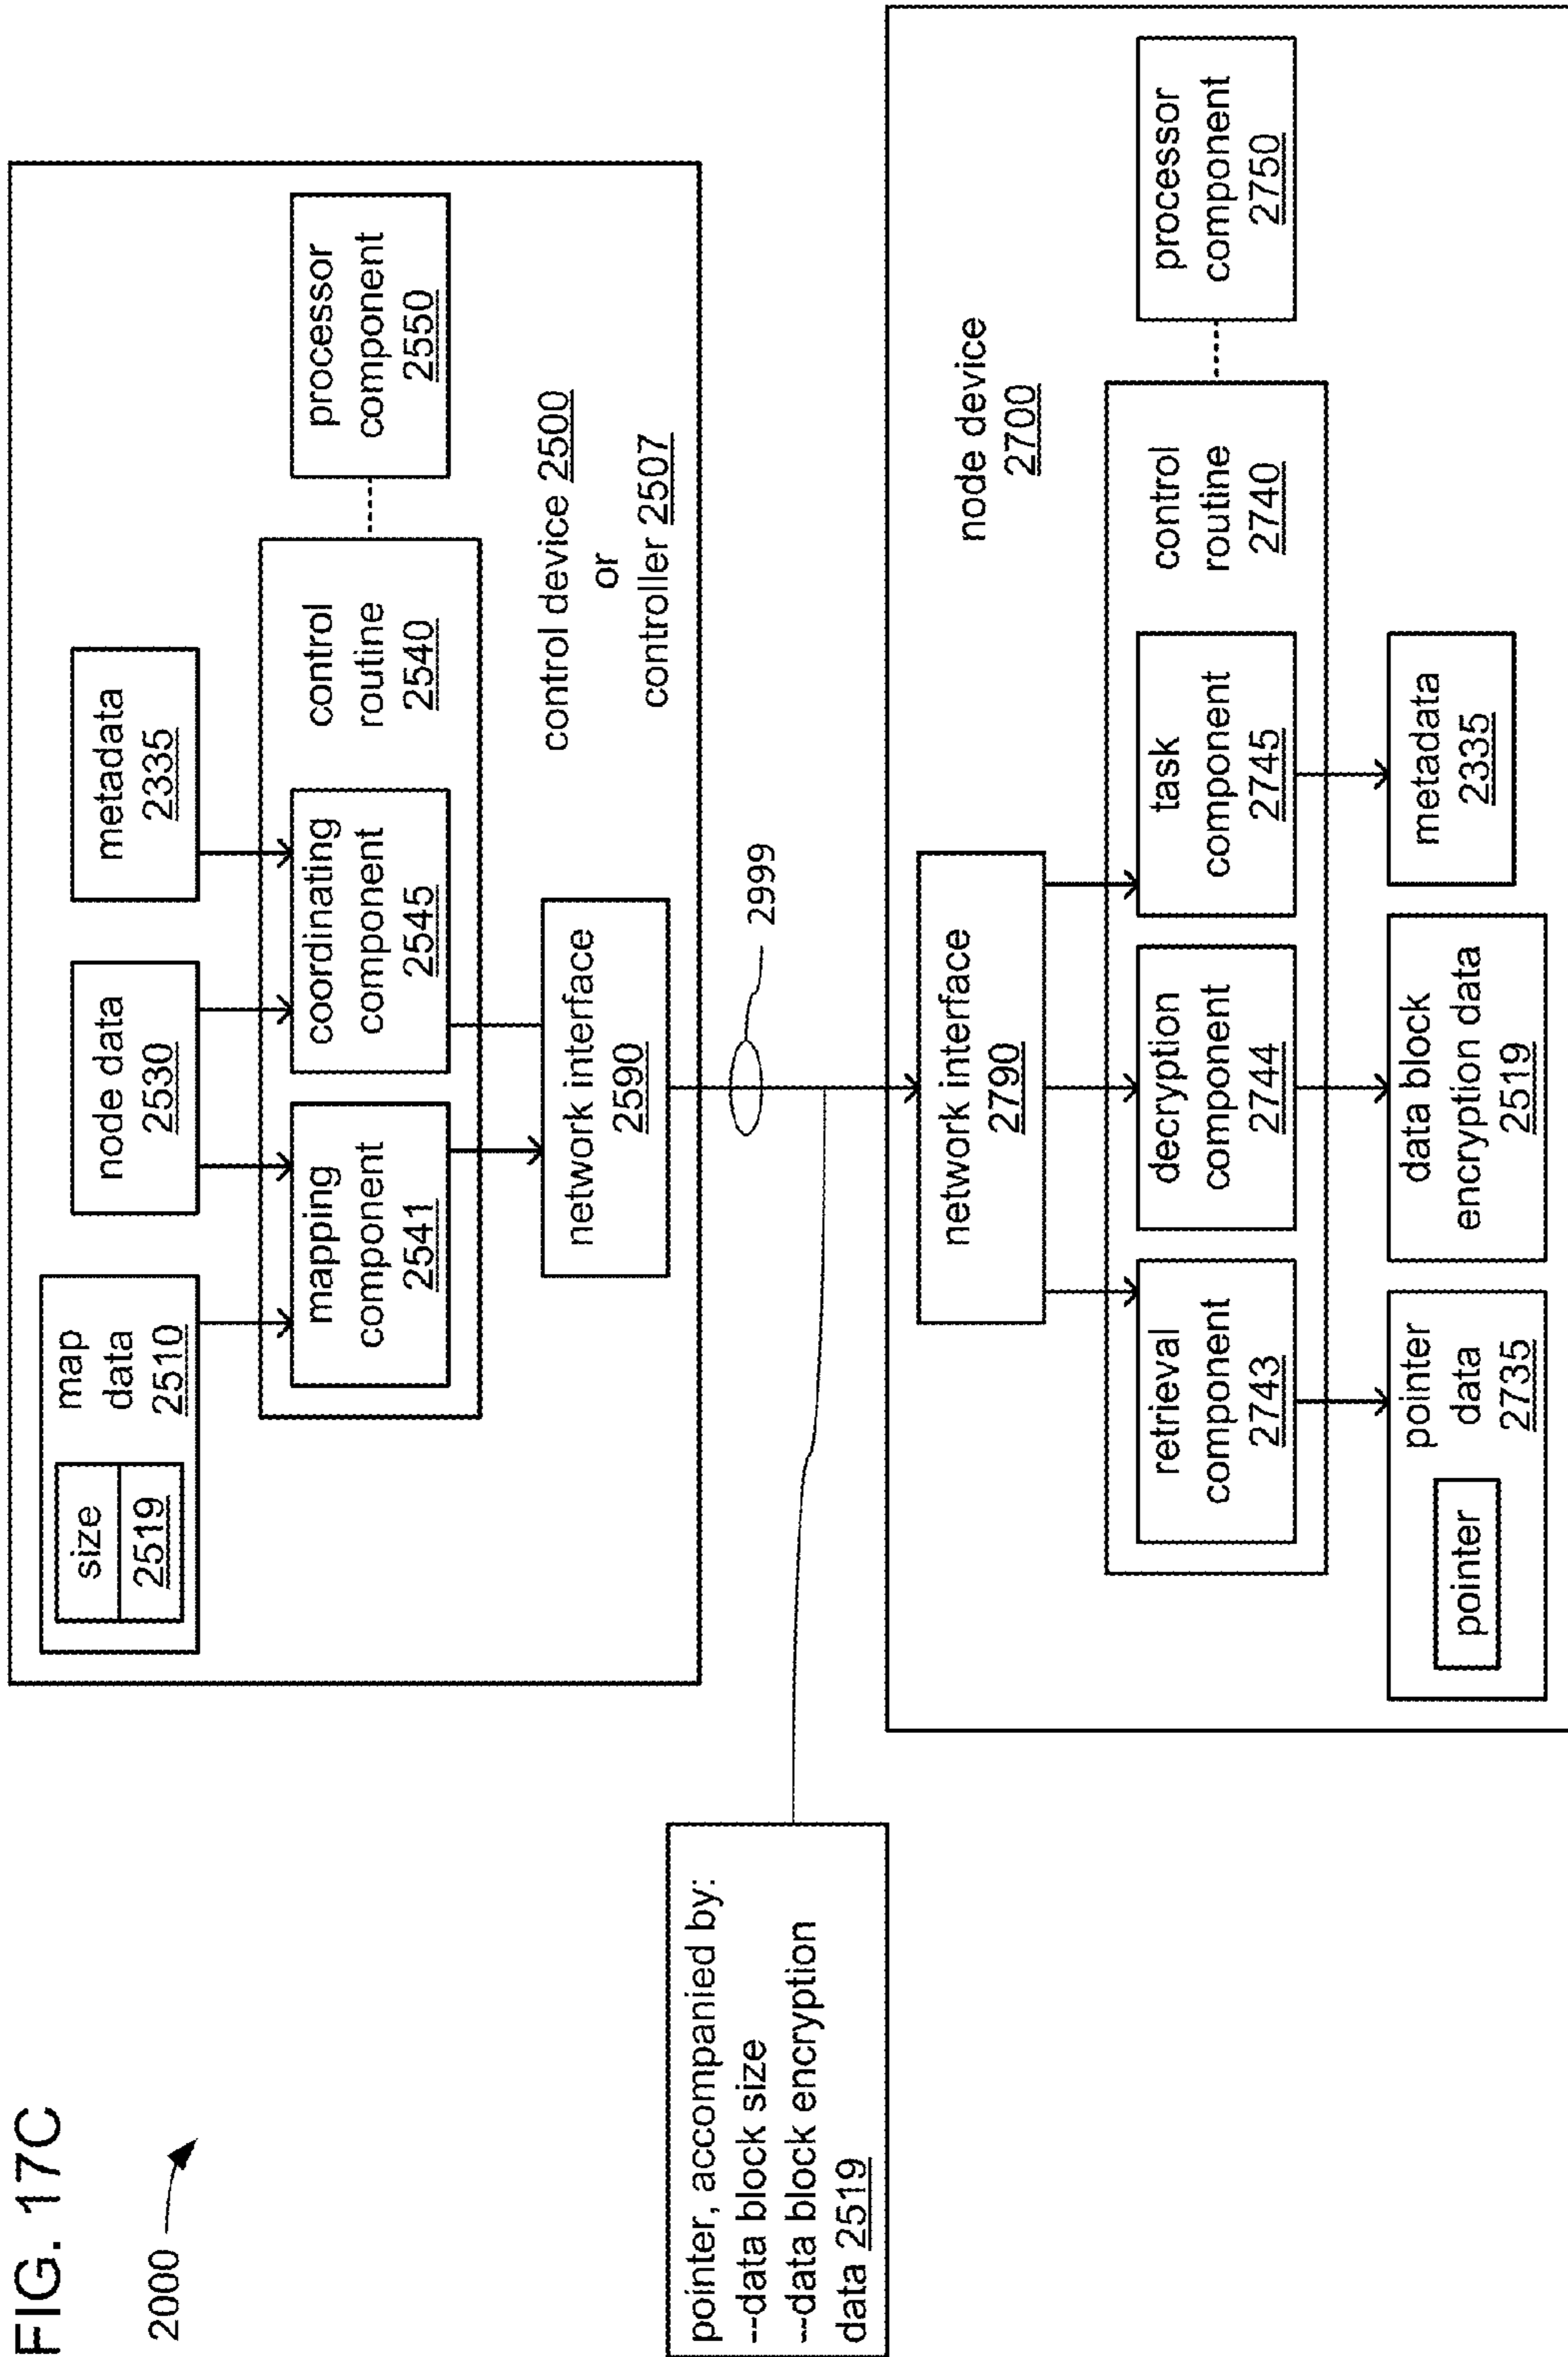 FIG. 17C
2000
map
data
2510
size
2519
node data
2530
metadata
2335
mapping
component
2541
coordinating
component
2545
control
routine
2540
processor
component
2550
network interface
2590
control device 2500
or
controller 2507
2999
pointer, accompanied by:
--data block size
--data block encryption
data 2519
network interface
2790
node device
2700
retrieval
component
2743
decryption
component
2744
task
component
2745
control
routine
2740
processor
component
2750
pointer
data
2735
pointer
data block
encryption data
2519
metadata
2335